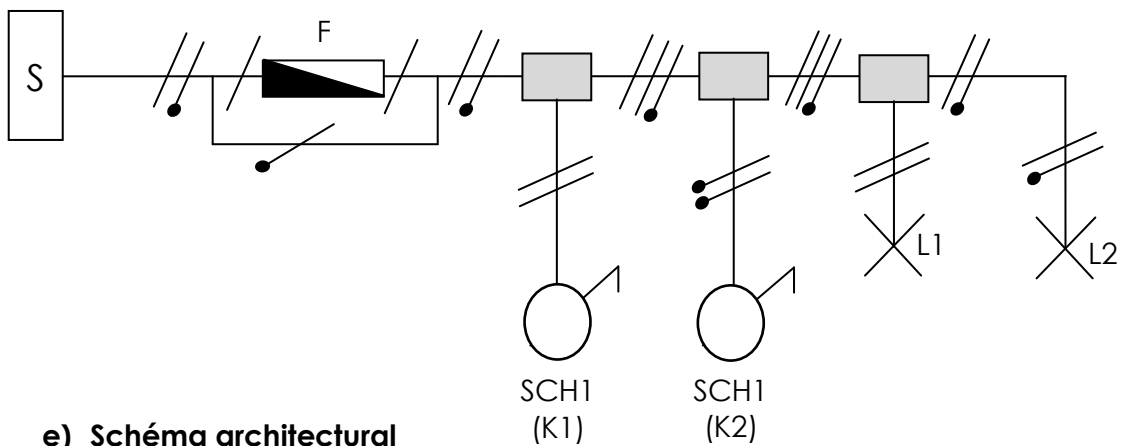 F
S
L1
L2
SCH1
(K1)
SCH1
(K2)
e) Schéma architectural